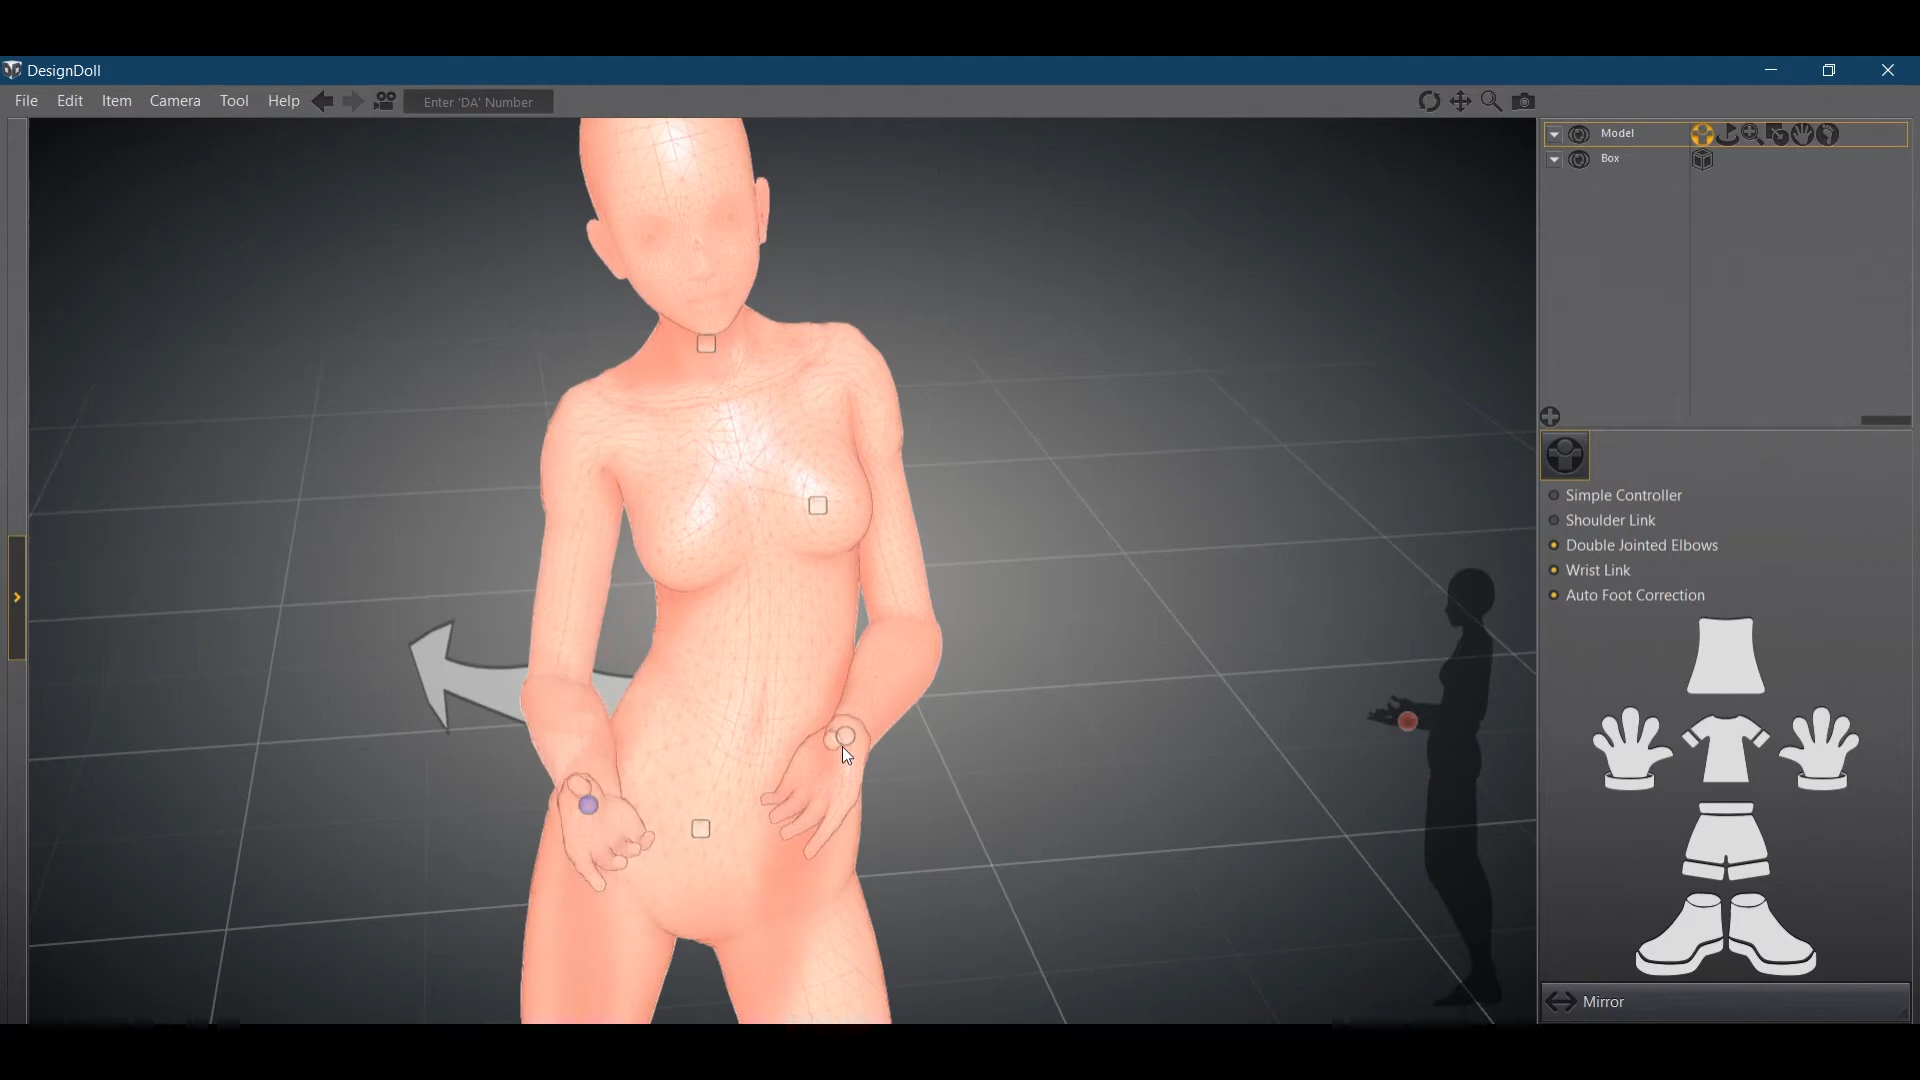 DesignDoll
File Edit Item Camera Tool Help Enter 'DA' Number
Model
Box
Simple Controller
Shoulder Link
Double Jointed Elbows
Wrist Link
Auto Foot Correction
Mirror